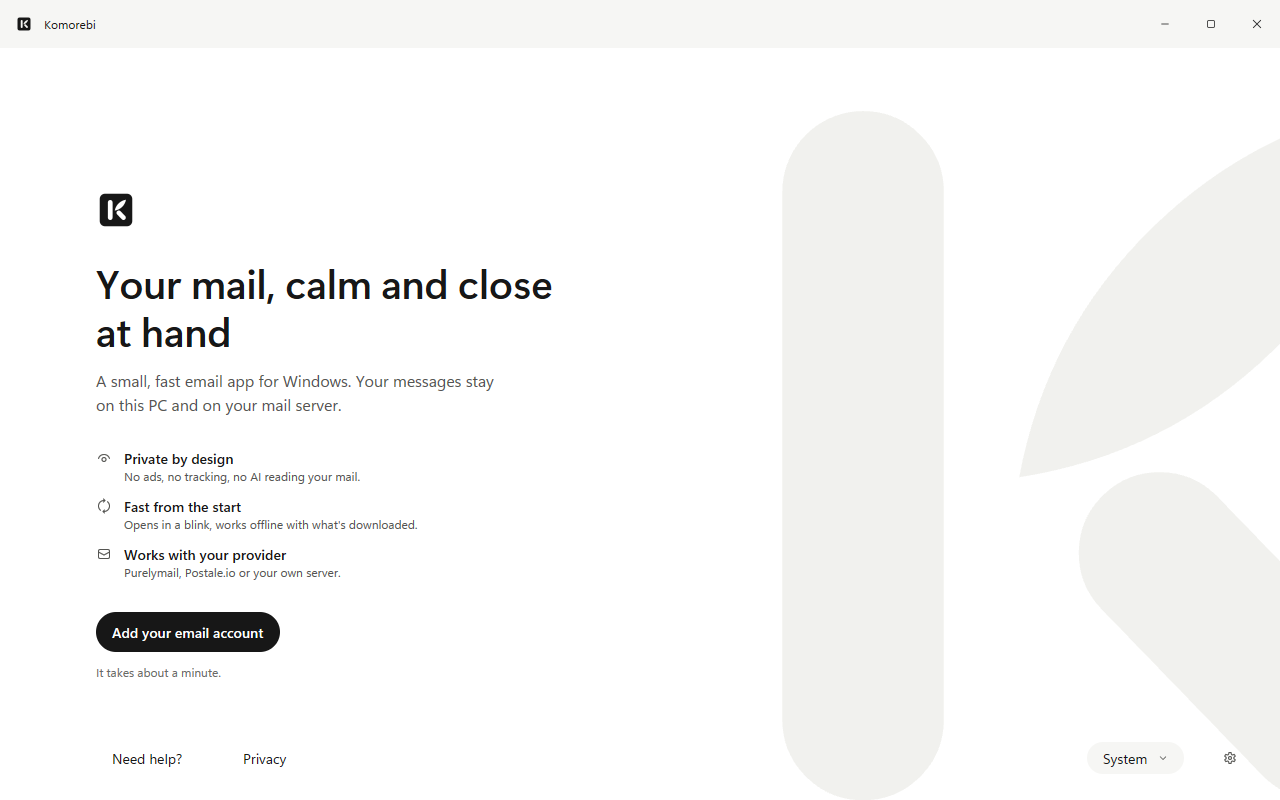 Komorebi
Your mail, calm and close
at hand
A small, fast email app for Windows. Your messages stay
on this PC and on your mail server.
Private by design
No ads, no tracking, no AI reading your mail.
Fast from the start
Opens in a blink, works offline with what's downloaded.
Works with your provider
Purelymail, Postale.io or your own server.
Add your email account
It takes about a minute.
Need help?
Privacy
System